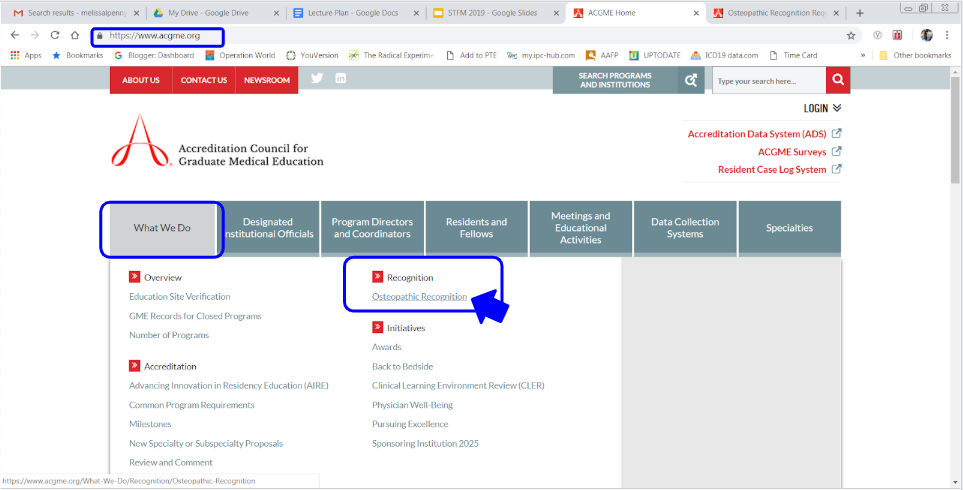 Search results - melissalpenny
My Drive - Google Drive
Lecture Plan - Google Docs
STFM 2019 - Google Slides
ACGME Home
Osteopathic Recognition Req
https://www.acgme.org
Apps
Bookmarks
Blogger: Dashboard
Operation World
YouVersion
The Radical Experime
Add to PTE
my.ipc-hub.com
AAFP
UPTODATE
ICD19 data.com
Time Card
Other bookmarks
ABOUT US
CONTACT US
NEWSROOM
SEARCH PROGRAMS
AND INSTITUTIONS
Type your search here...
LOGIN
Accreditation Data System (ADS)
ACGME Surveys
Resident Case Log System
Accreditation Council for
Graduate Medical Education
What We Do
Designated
Institutional Officials
Program Directors
and Coordinators
Residents and
Fellows
Meetings and
Educational
Activities
Data Collection
Systems
Specialties
Overview
Education Site Verification
GME Records for Closed Programs
Number of Programs
Accreditation
Advancing Innovation in Residency Education (AIRE)
Common Program Requirements
Milestones
New Specialty or Subspecialty Proposals
Review and Comment
Recognition
Osteopathic Recognition
Initiatives
Awards
Back to Bedside
Clinical Learning Environment Review (CLER)
Physician Well-Being
Pursuing Excellence
Sponsoring Institution 2025
https://www.acgme.org/What-We-Do/Recognition/Osteopathic-Recognition